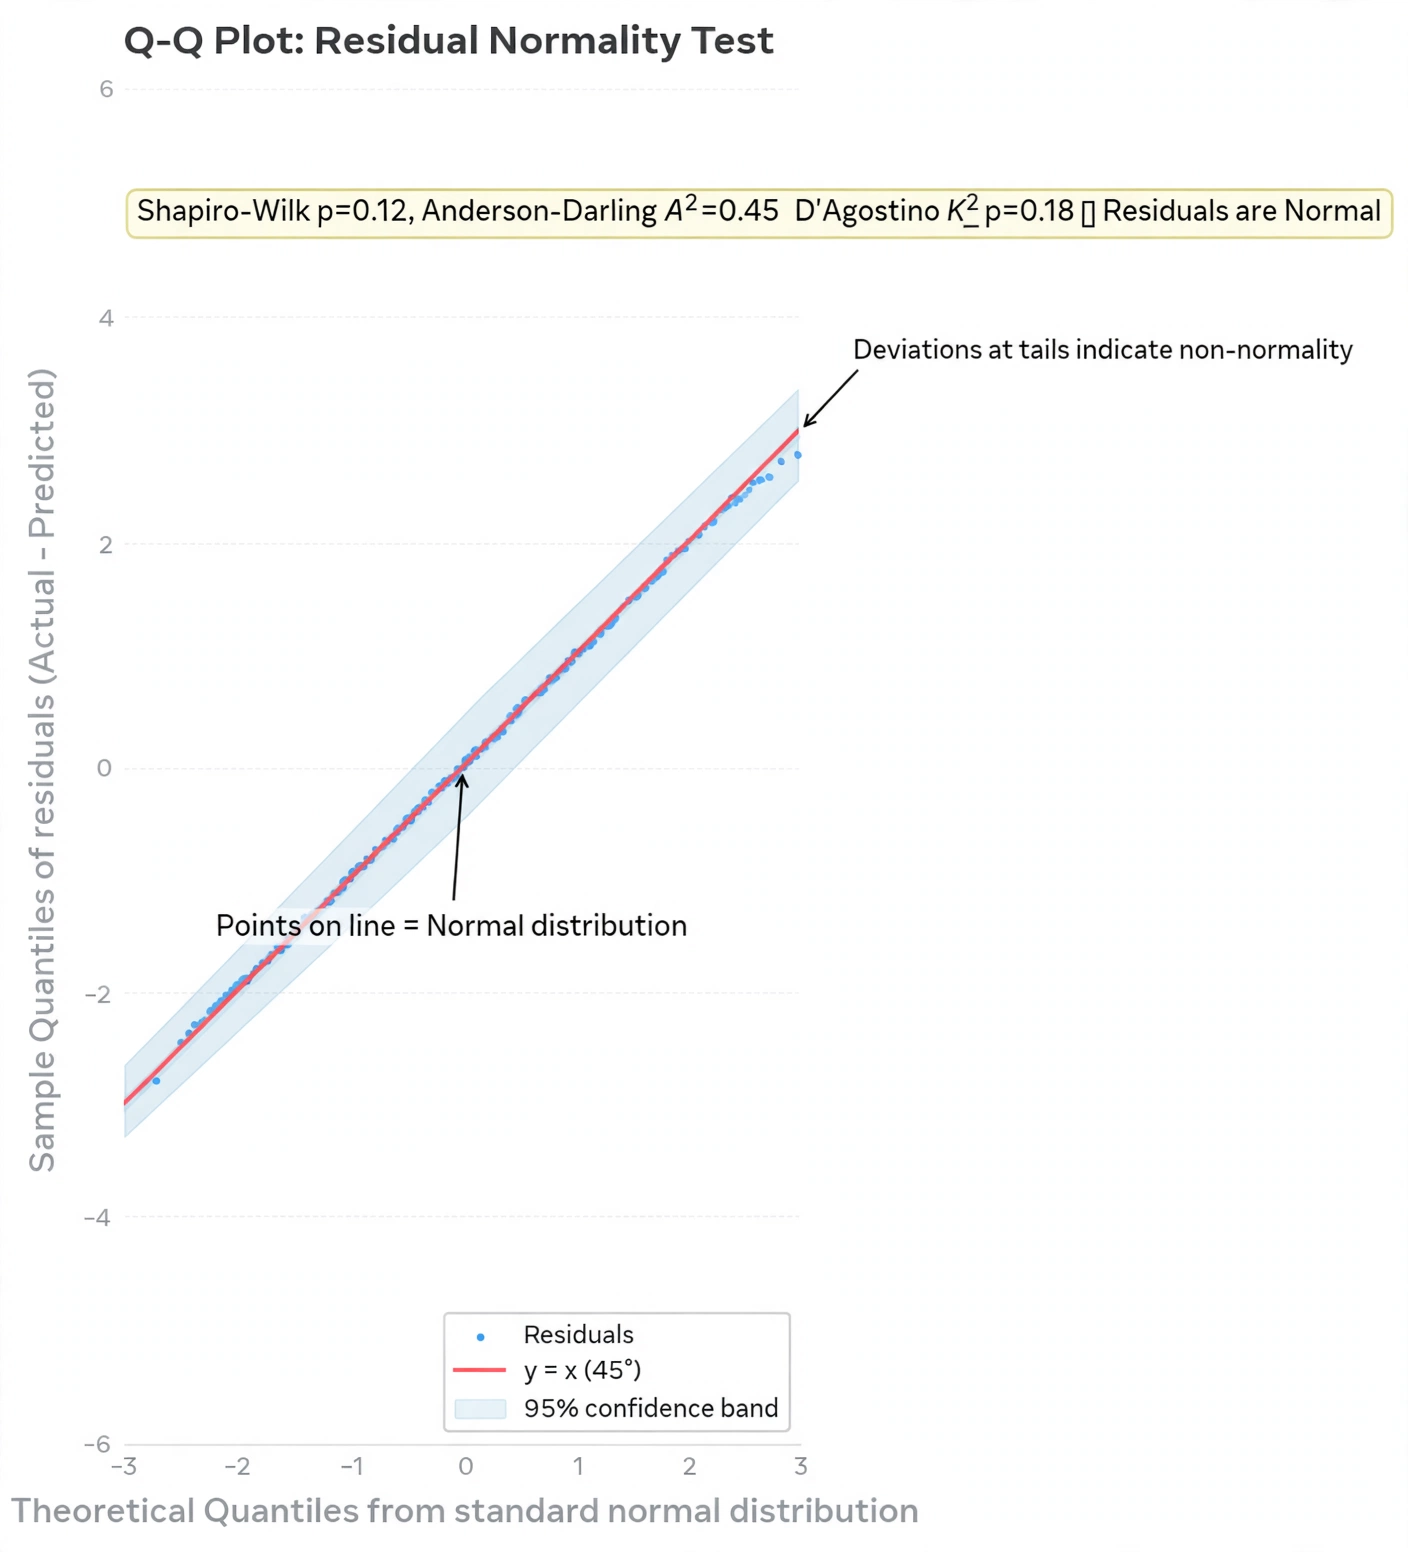 Q-Q Plot: Residual Normality Test
6
Shapiro-Wilk p=0.12, Anderson-Darling A²=0.45 D'Agostino K² p=0.18 ▯ Residuals are Normal
4
Deviations at tails indicate non-normality
2
0
Points on line = Normal distribution
−2
−4
Residuals
y = x (45°)
95% confidence band
−6
−3 −2 −1 0 1 2 3
Sample Quantiles of residuals (Actual - Predicted)
Theoretical Quantiles from standard normal distribution